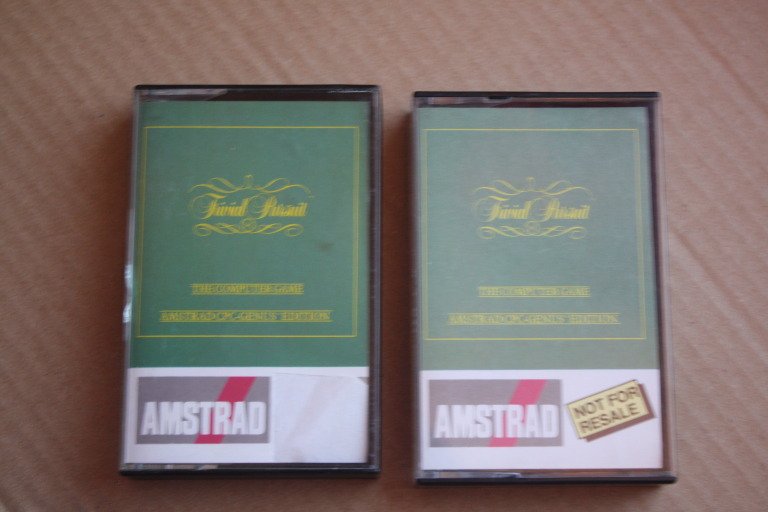 Trivial Pursuit
THE COMPUTER GAME
AMSTRAD CPC "GENUS" EDITION
AMSTRAD
Trivial Pursuit
THE COMPUTER GAME
AMSTRAD CPC "GENUS" EDITION
AMSTRAD
NOT FOR
RESALE